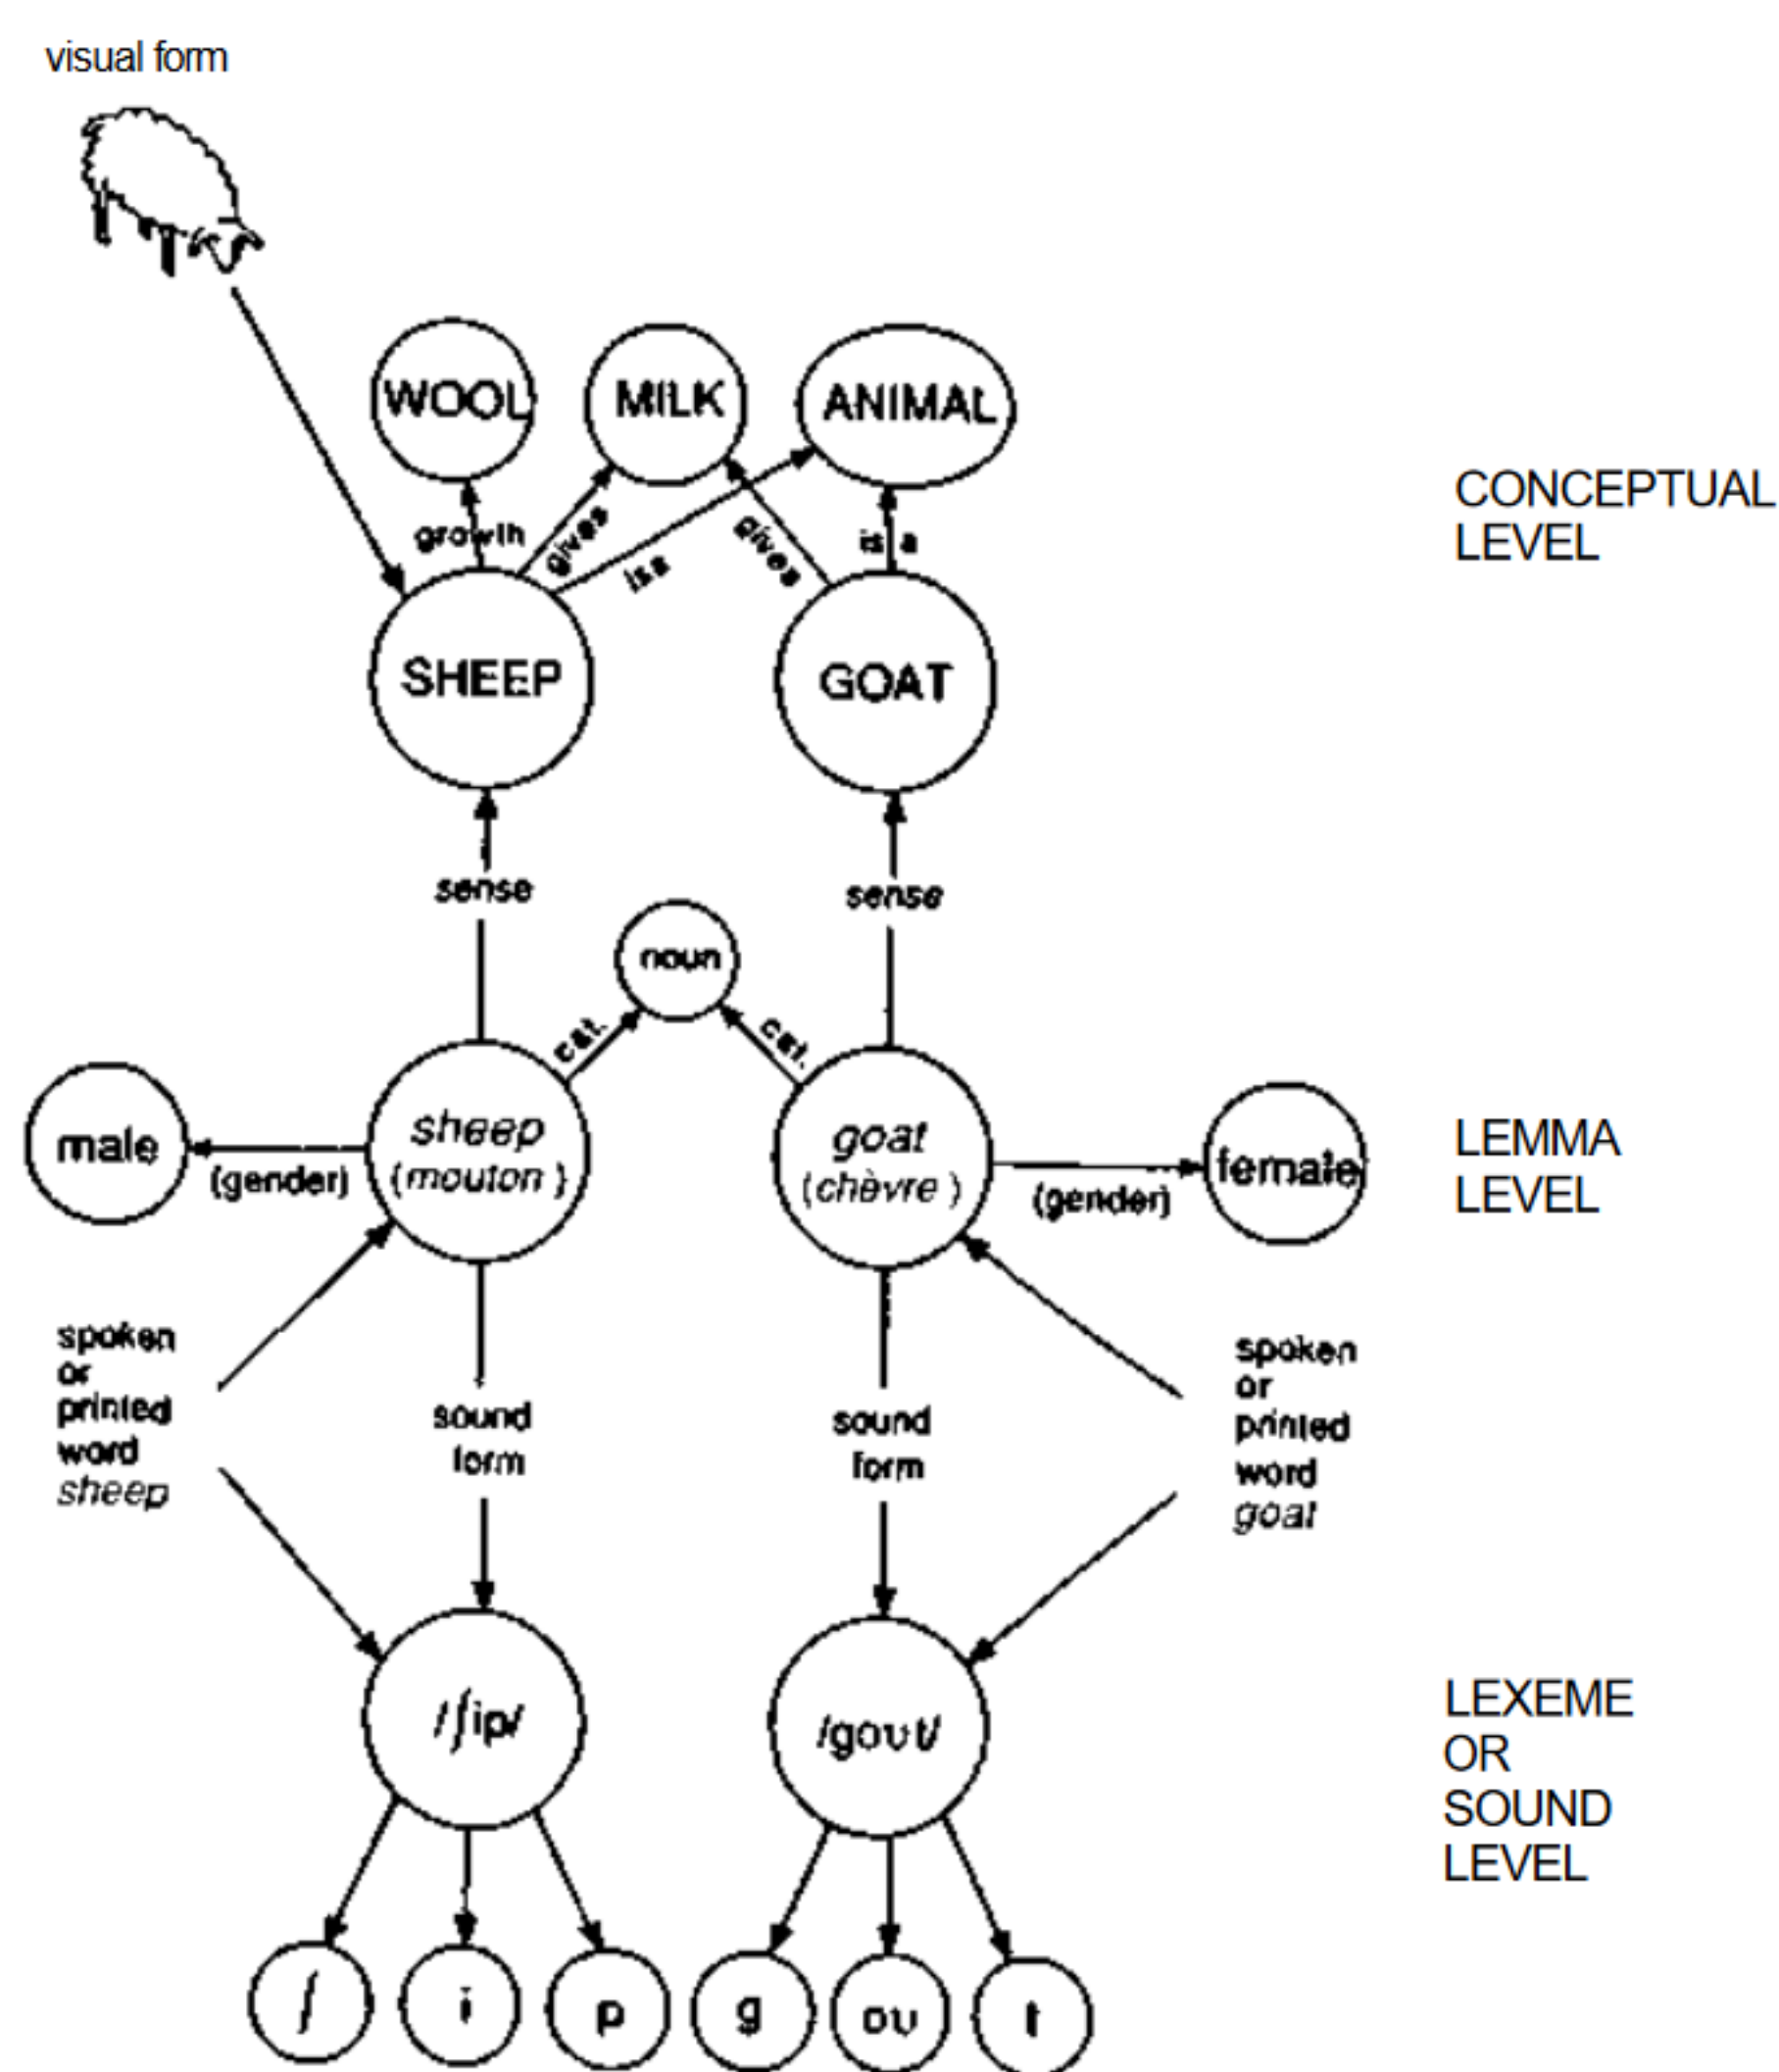 visual form
WOOL
MILK
ANIMAL
growth
gives
is a
gives
is a
CONCEPTUAL
LEVEL
SHEEP
GOAT
sense
sense
noun
cat.
cat.
male
(gender)
sheep
(mouton)
goat
(chèvre)
(gender)
female
LEMMA
LEVEL
spoken
or
printed
word
sheep
sound
form
sound
form
spoken
or
printed
word
goat
/ʃip/
/goʊt/
LEXEME
OR
SOUND
LEVEL
ʃ
i
p
g
oʊ
t